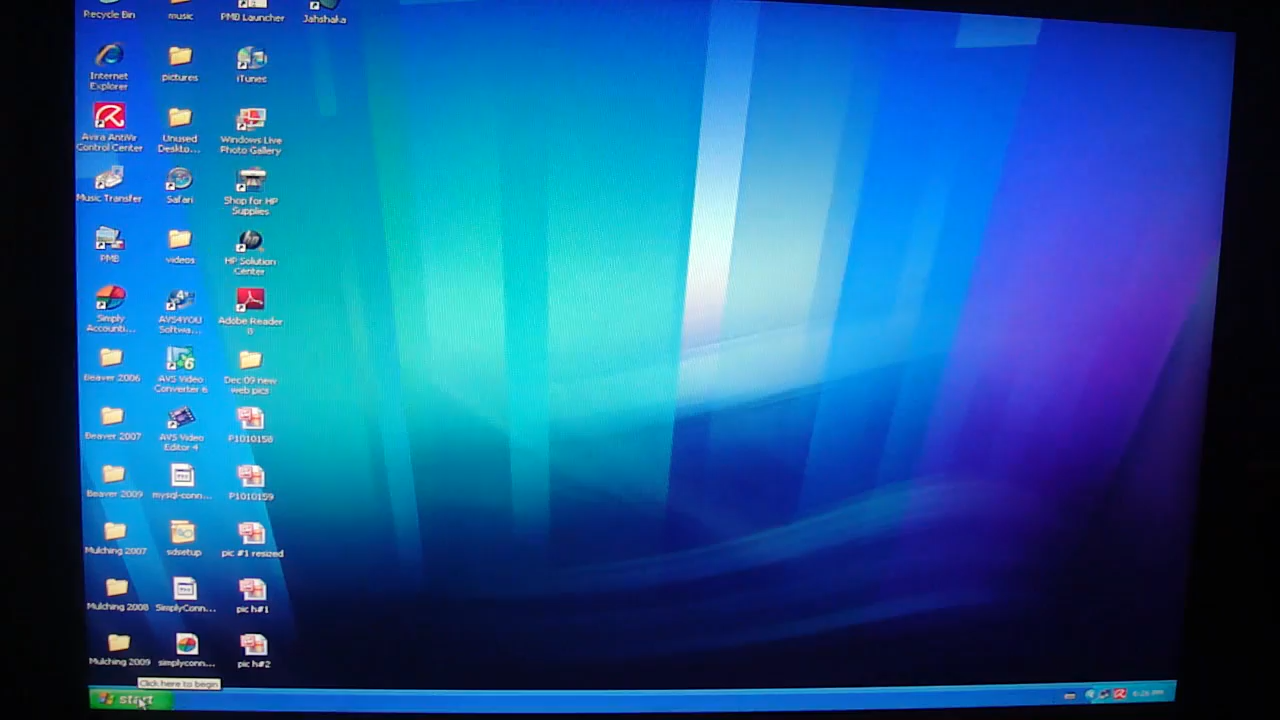 Recycle Bin
music
PMB Launcher
Jahshaka
Internet
Explorer
pictures
iTunes
Avira AntiVir
Control Center
Unused
Deskto...
Windows Live
Photo Gallery
Music Transfer
Safari
Shop for HP
Supplies
PMB
videos
HP Solution
Center
Simply
Accounti...
AVS4YOU
Softwa...
Adobe Reader
8
Beaver 2006
AVS Video
Converter 6
Dec 09 new
web pics
Beaver 2007
AVS Video
Editor 4
P1010158
Beaver 2009
mysql-conn...
P1010159
Mulching 2007
sdsetup
pic #1 resized
Mulching 2008
SimplyConn...
pic h#1
Mulching 2009
simplyconn...
pic h#2
Click here to begin
start